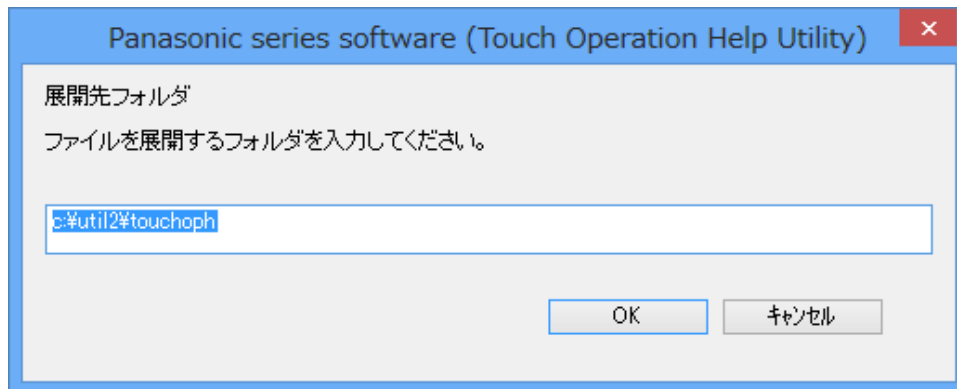 Panasonic series software (Touch Operation Help Utility)
展開先フォルダ
ファイルを展開するフォルダを入力してください。
c:¥util2¥touchoph
OK
ｷｬﾝｾﾙ